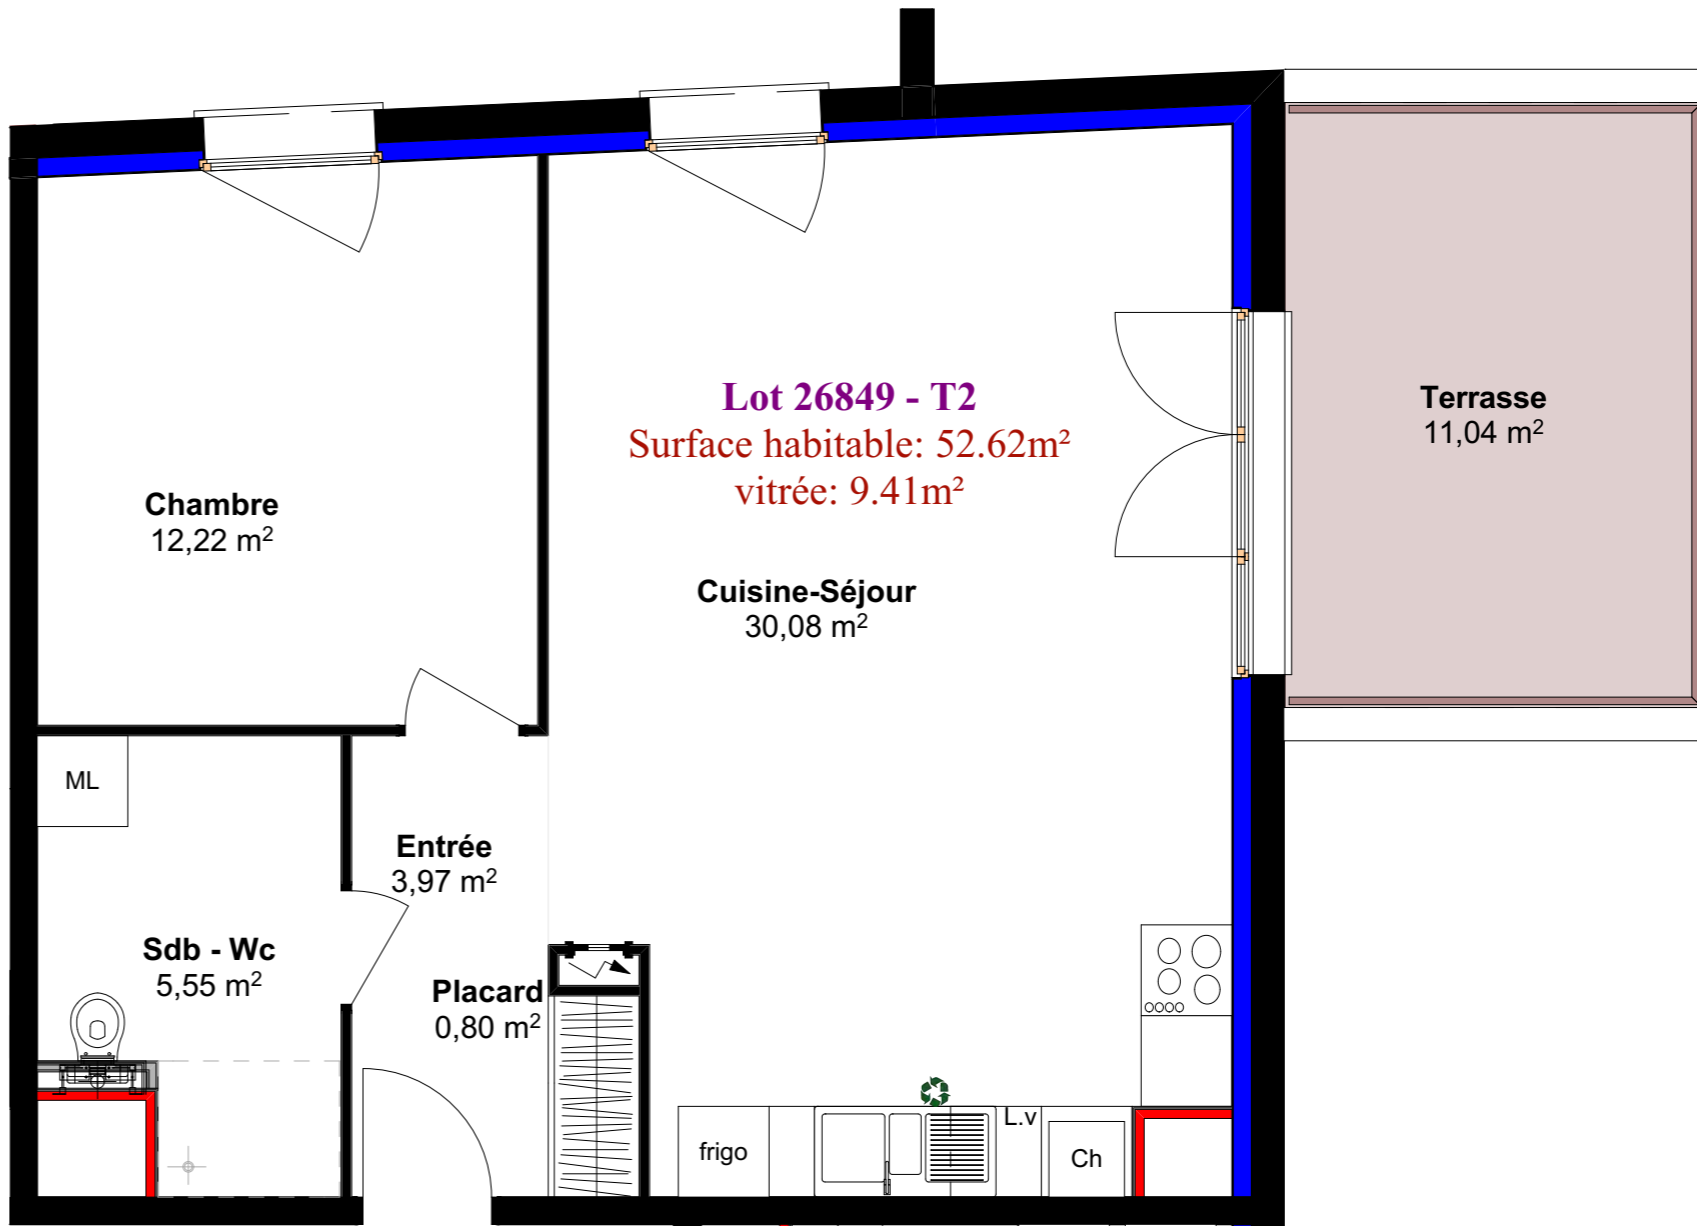 Lot 26849 - T2
Surface habitable: 52.62m²
vitrée: 9.41m²
Terrasse
11,04 m²
Chambre
12,22 m²
Cuisine-Séjour
30,08 m²
ML
Entrée
3,97 m²
Sdb - Wc
5,55 m²
Placard
0,80 m²
frigo
L.v
Ch